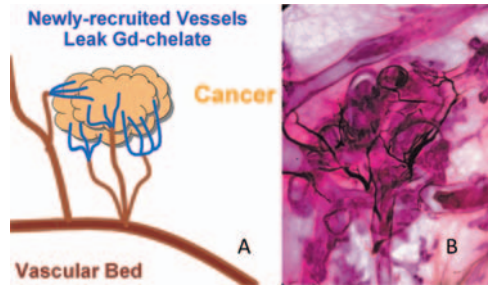 Newly-recruited Vessels
Leak Gd-chelate
Cancer
A
Vascular Bed
B